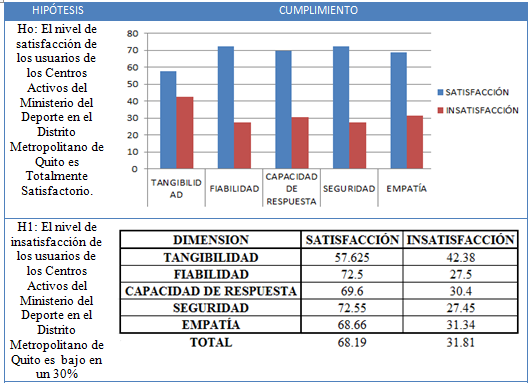 HIPÓTESIS
CUMPLIMIENTO
Ho: El nivel de
satisfacción de
los usuarios de
los Centros
Activos del
Ministerio del
Deporte en el
Distrito
Metropolitano de
Quito es
Totalmente
Satisfactorio.
80
70
60
50
40
30
20
10
0
TANGIBILID
AD
FIABILIDAD
CAPACIDAD
DE
RESPUESTA
SEGURIDAD
EMPATÍA
SATISFACCIÓN
INSATISFACCIÓN
H1: El nivel de
insatisfacción de
los usuarios de
los Centros
Activos del
Ministerio del
Deporte en el
Distrito
Metropolitano de
Quito es bajo en
un 30%
DIMENSION SATISFACCIÓN INSATISFACCIÓN
TANGIBILIDAD 57.625 42.38
FIABILIDAD 72.5 27.5
CAPACIDAD DE RESPUESTA 69.6 30.4
SEGURIDAD 72.55 27.45
EMPATÍA 68.66 31.34
TOTAL 68.19 31.81